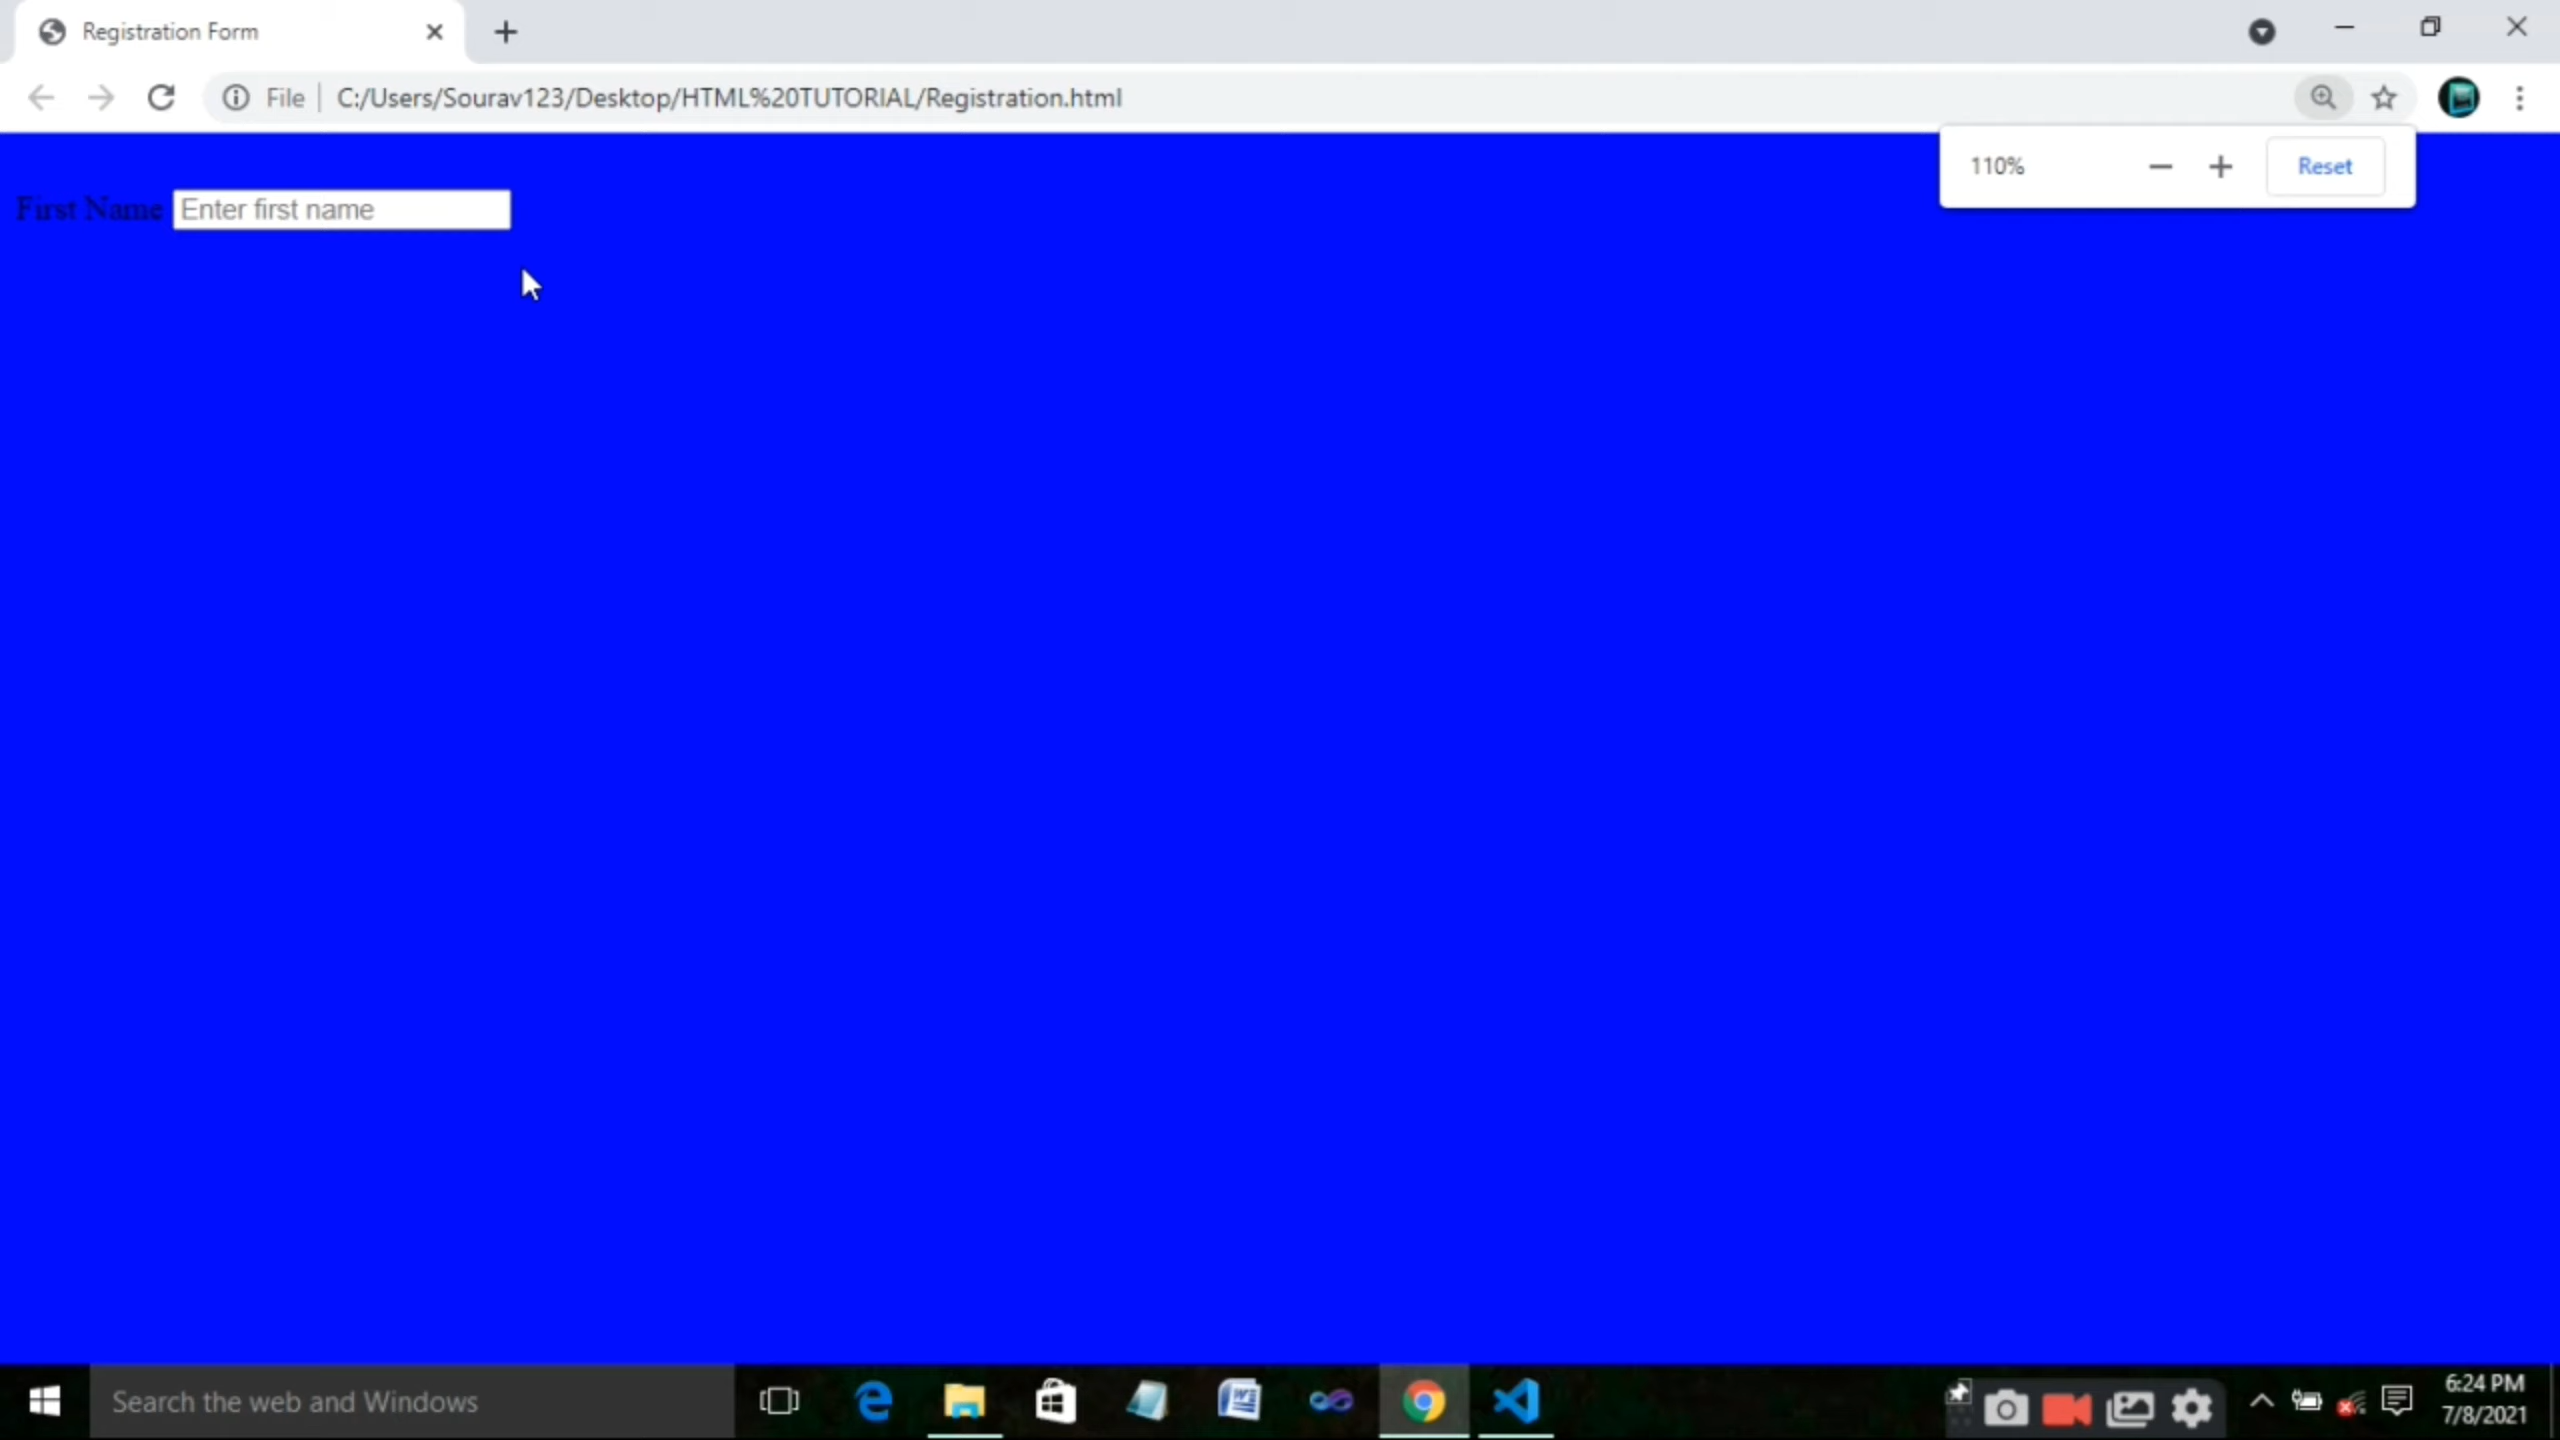 Registration Form
File C:/Users/Sourav123/Desktop/HTML%20TUTORIAL/Registration.html
110% Reset
First Name Enter first name
Search the web and Windows
6:24 PM
7/8/2021